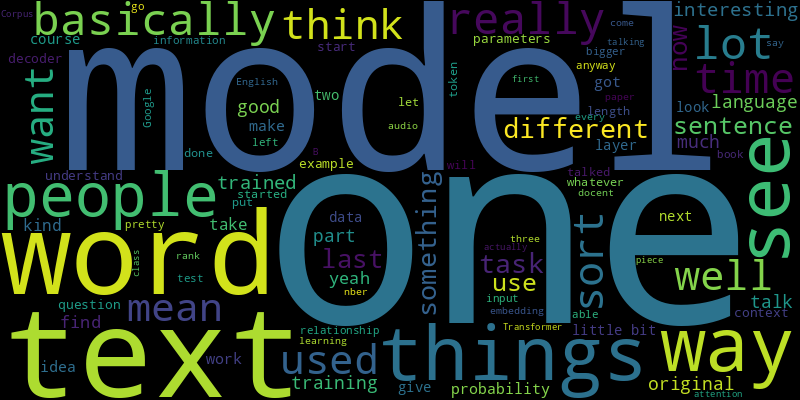 Corpus go
basically think really interesting
course information start parameters come say
decoder talking bigger now lot
model
anyway
want English two token got time
Google good let first paper look language
make audio different length every sentence
left layer much book
done example B
understand will talked see
people trained something whatever
started docent
kind pretty put take data next
word one sort
class rank part last actually three
test yeah task piece well
nber use
mean input able talk
question embedding context
find text relationship Transformer things little bit way
learning
idea work used
training give probability original
attention